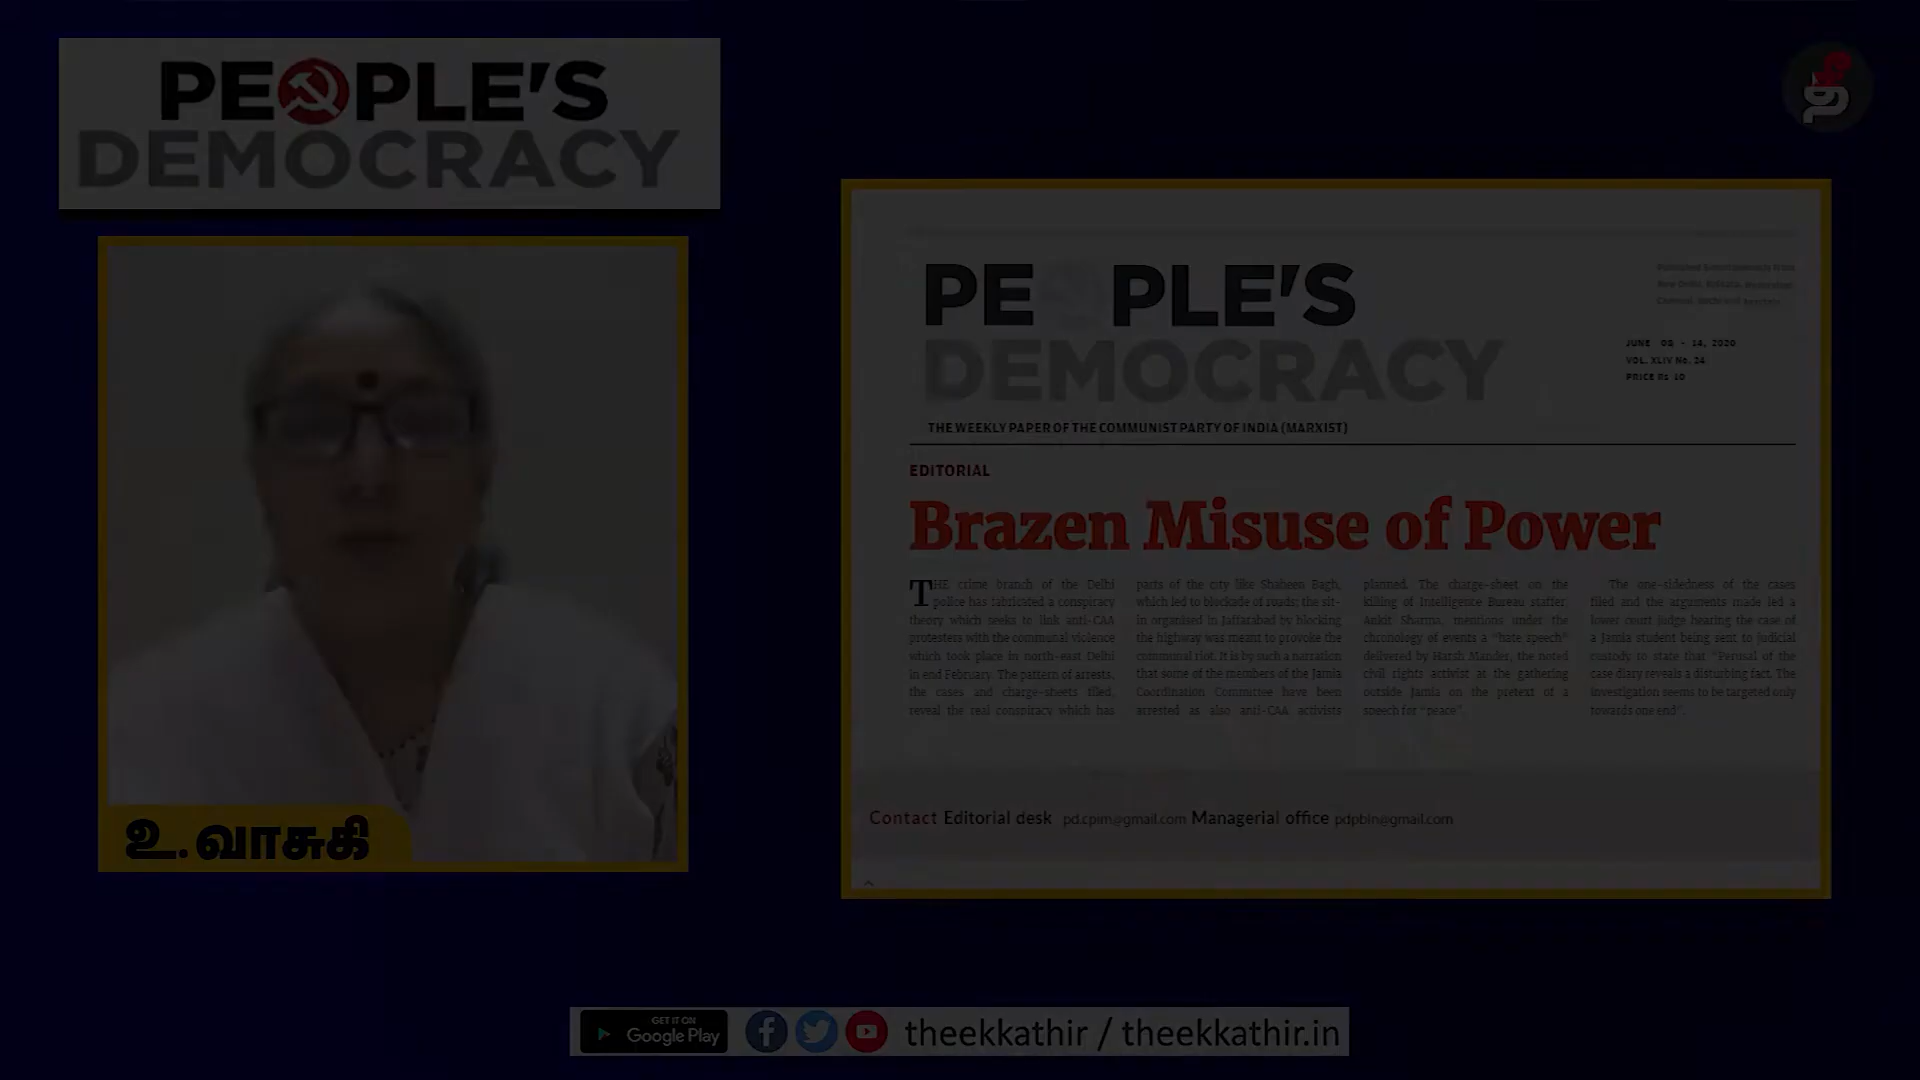 PEOPLE'S
DEMOCRACY
உ. வாசுகி
PEOPLE'S
DEMOCRACY
JUNE 08 - 14, 2020
VOL. XLIV No. 24
PRICE Rs 10
THE WEEKLY PAPER OF THE COMMUNIST PARTY OF INDIA (MARXIST)
EDITORIAL
Brazen Misuse of Power
THE crime branch of the Delhi
police has fabricated a conspiracy
theory which seeks to link anti-CAA
protesters with the communal violence
which took place in north-east Delhi
in end February. The pattern of arrests,
the cases and charge-sheets filed,
reveal the real conspiracy which has
parts of the city like Shaheen Bagh,
which led to blockade of roads; the sit-
in organised in Jaffarabad by blocking
the highway was meant to provoke the
communal riot. It is by such a narration
that some of the members of the Jamia
Coordination Committee have been
arrested as also anti-CAA activists
planned. The charge-sheet on the
killing of Intelligence Bureau staffer,
Ankit Sharma, mentions under the
chronology of events a "hate speech"
delivered by Harsh Mander, the noted
civil rights activist at the gathering
outside Jamia on the pretext of a
speech for "peace".
The one-sidedness of the cases
filed and the arguments made led a
lower court judge hearing the case of
a Jamia student being sent to judicial
custody to state that "Perusal of the
case diary reveals a disturbing fact. The
investigation seems to be targeted only
towards one end".
Contact Editorial desk pd.cpim@gmail.com Managerial office pdpbln@gmail.com
GET IT ON
Google Play
theekkathir / theekkathir.in